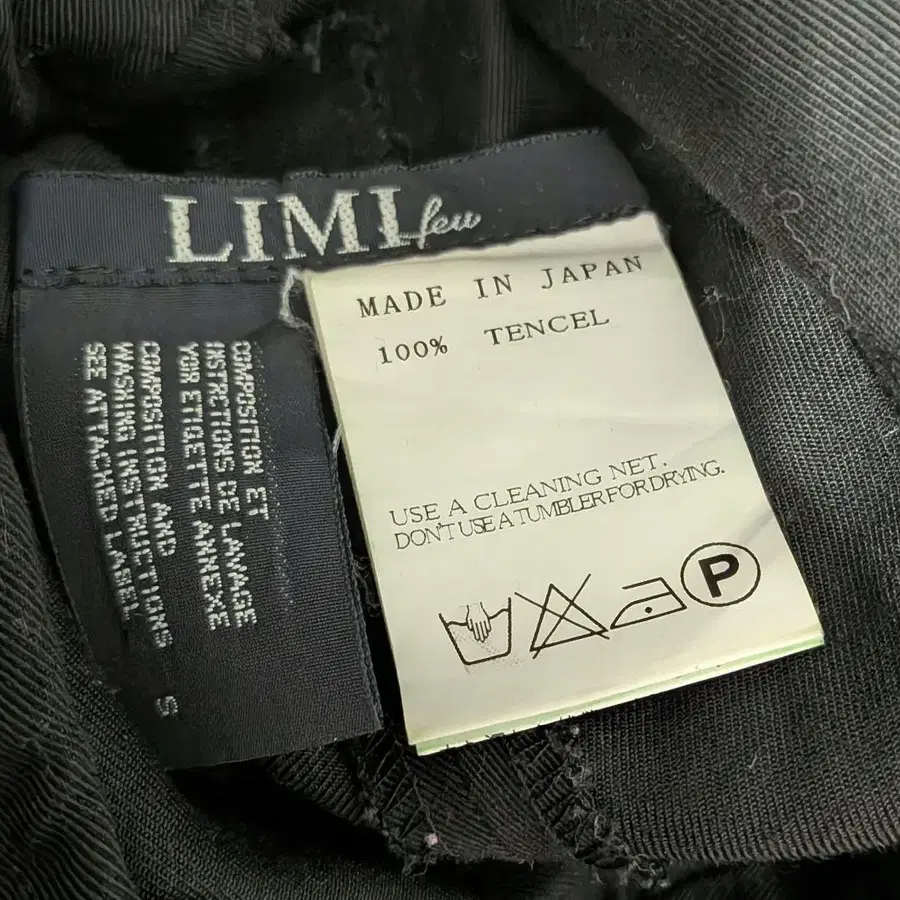 LIMI feu
MADE IN JAPAN
100% TENCEL
USE A CLEANING NET.
DON'T USE A TUMBLER FOR DRYING.
P
COMPOSITION ET
INSTRCTIONS DE LAVAGE
VOIR ETIQETTE ANNEXE
COMPOSITION AND
WASHING INSTRUCTIONS
SEE ATTACHED LABEL
S